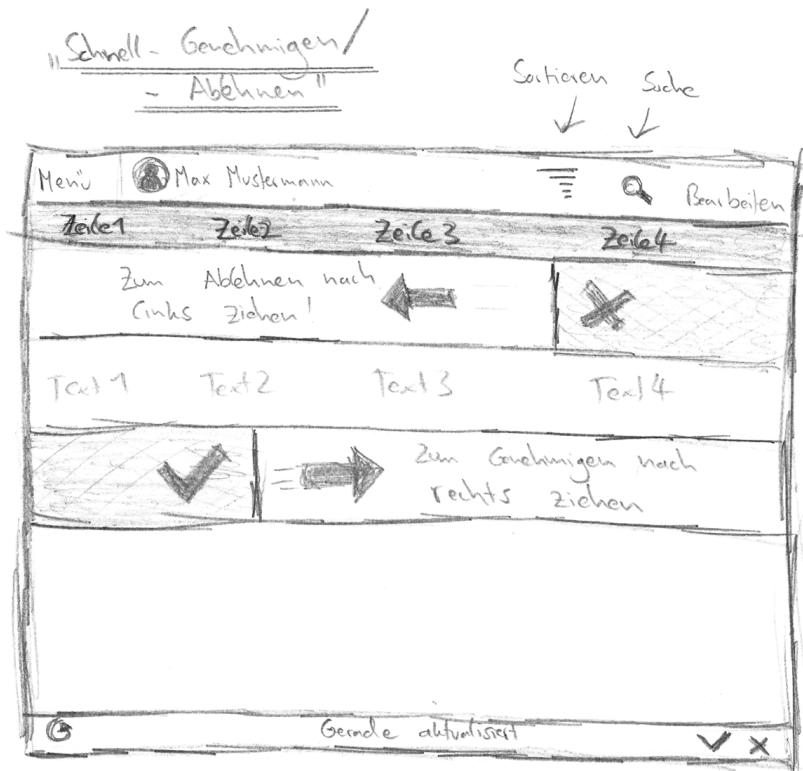 „Schnell- Genehmigen/
- Ablehnen"
Sortieren Suche
Menü Max Mustermann Bearbeiten
Zeile1 Zeile2 Zeile3 Zeile4
Zum Ablehnen nach
links ziehen!
Text1 Text2 Text3 Text4
Zum Genehmigen nach
rechts ziehen
Gerade aktualisiert